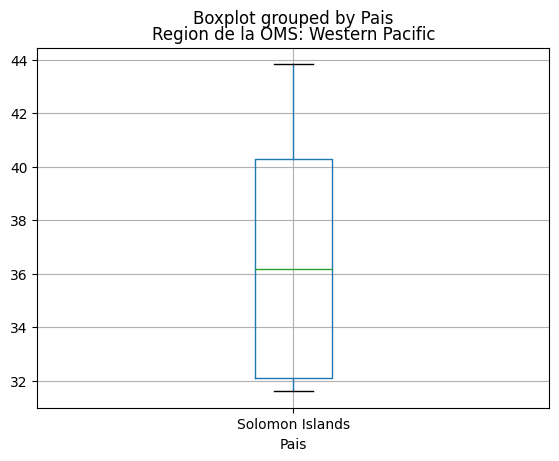 Boxplot grouped by Pais
Region de la OMS: Western Pacific
44
42
40
38
36
34
32
Solomon Islands
Pais